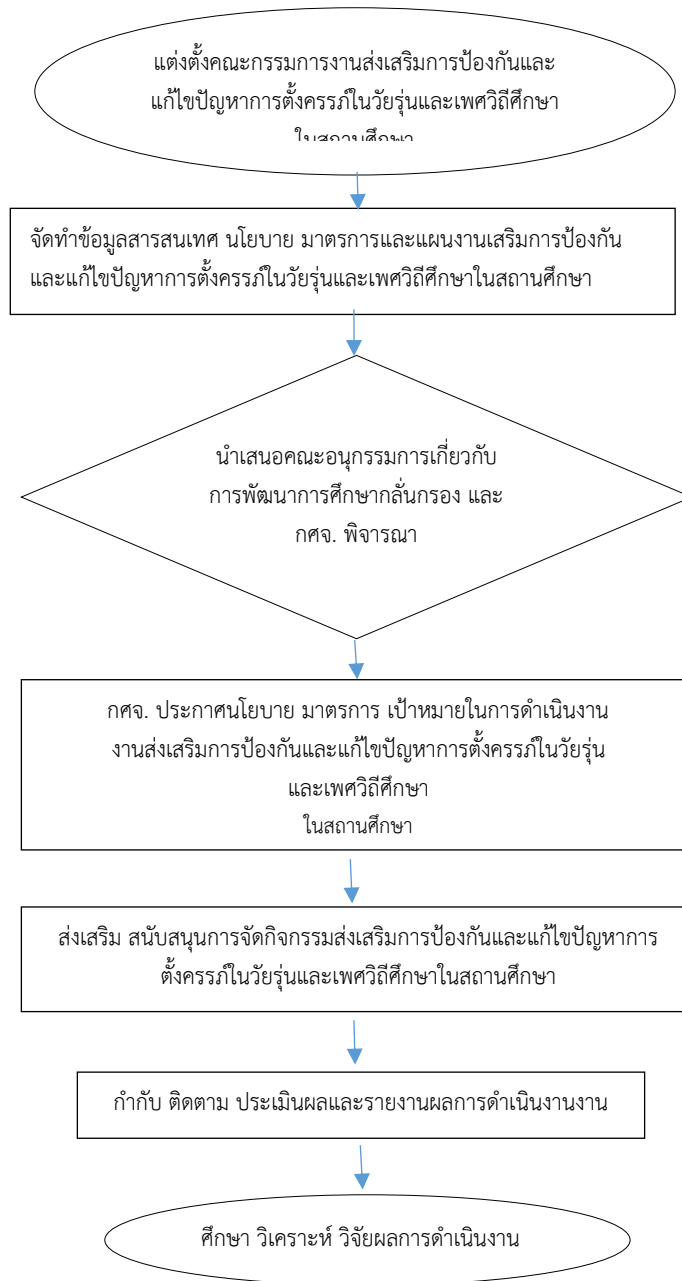 แต่งตั้งคณะกรรมการงานส่งเสริมการป้องกันและ
แก้ไขปัญหาการตั้งครรภ์ในวัยรุ่นและเพศวิถีศึกษา
ในสถานศึกษา
จัดทำข้อมูลสารสนเทศ นโยบาย มาตรการและแผนงานเสริมการป้องกัน
และแก้ไขปัญหาการตั้งครรภ์ในวัยรุ่นและเพศวิถีศึกษาในสถานศึกษา
นำเสนอคณะอนุกรรมการเกี่ยวกับ
การพัฒนาการศึกษากลั่นกรอง และ
กศจ. พิจารณา
กศจ. ประกาศนโยบาย มาตรการ เป้าหมายในการดำเนินงาน
งานส่งเสริมการป้องกันและแก้ไขปัญหาการตั้งครรภ์ในวัยรุ่น
และเพศวิถีศึกษา
ในสถานศึกษา
ส่งเสริม สนับสนุนการจัดกิจกรรมส่งเสริมการป้องกันและแก้ไขปัญหาการ
ตั้งครรภ์ในวัยรุ่นและเพศวิถีศึกษาในสถานศึกษา
กำกับ ติดตาม ประเมินผลและรายงานผลการดำเนินงานงาน
ศึกษา วิเคราะห์ วิจัยผลการดำเนินงาน